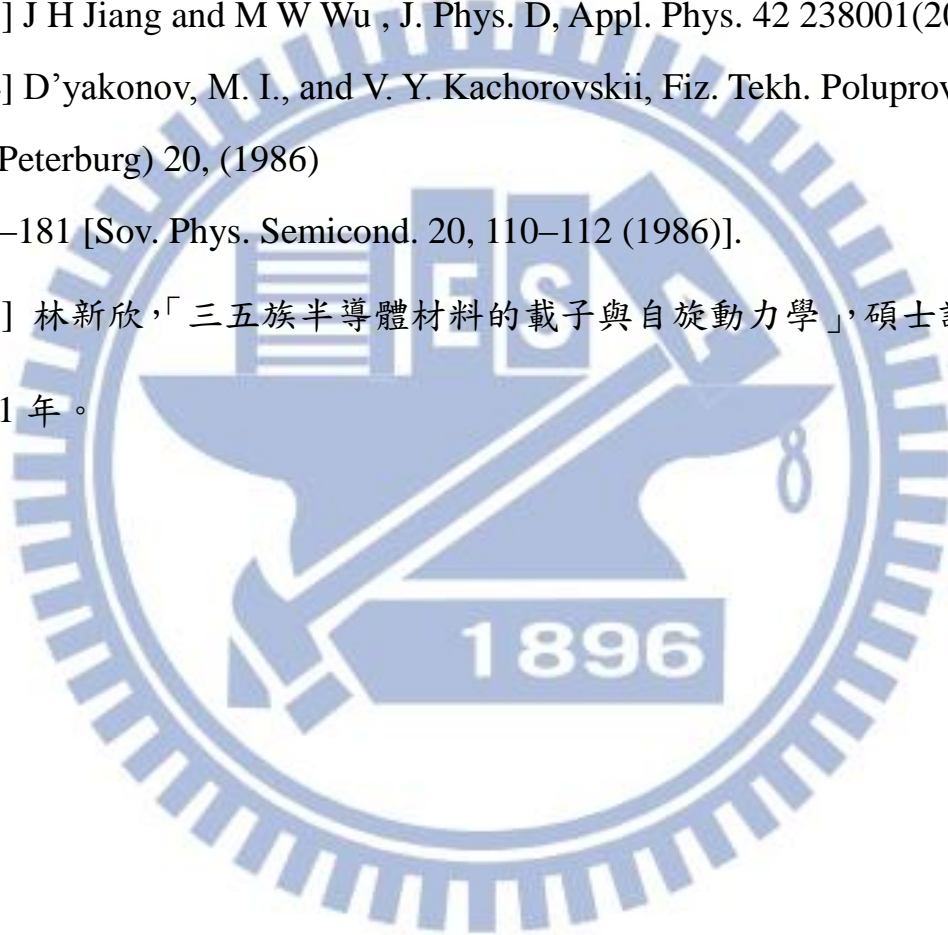 ] J H Jiang and M W Wu , J. Phys. D, Appl. Phys. 42 238001(20
] D’yakonov, M. I., and V. Y. Kachorovskii, Fiz. Tekh. Poluprov
Peterburg) 20, (1986)
–181 [Sov. Phys. Semicond. 20, 110–112 (1986)].
] 林新欣，「三五族半導體材料的載子與自旋動力學」，碩士
1 年。
E S A
1896